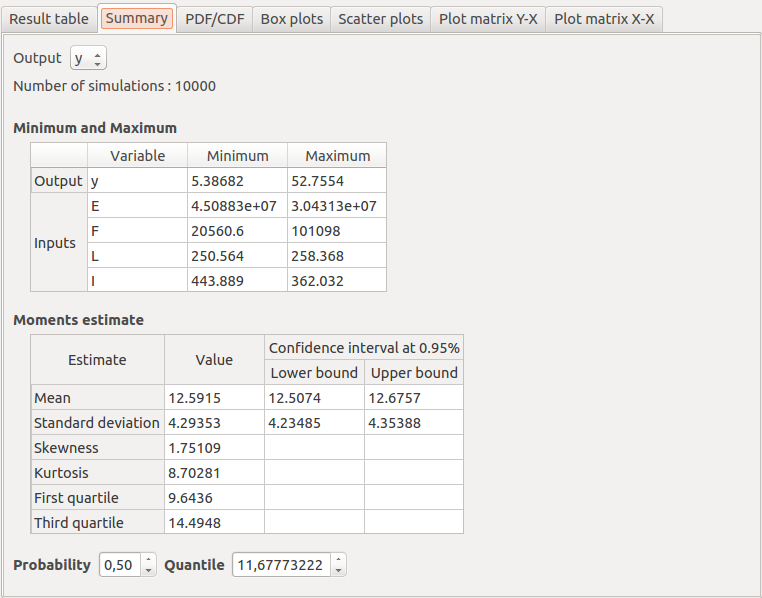 Result table Summary PDF/CDF Box plots Scatter plots Plot matrix Y-X Plot matrix X-X
Output y
Number of simulations : 10000
Minimum and Maximum
Variable Minimum Maximum
Output y 5.38682 52.7554
E 4.50883e+07 3.04313e+07
F 20560.6 101098
Inputs
L 250.564 258.368
I 443.889 362.032
Moments estimate
Estimate Value Confidence interval at 0.95%
Lower bound Upper bound
Mean 12.5915 12.5074 12.6757
Standard deviation 4.29353 4.23485 4.35388
Skewness 1.75109
Kurtosis 8.70281
First quartile 9.6436
Third quartile 14.4948
Probability 0,50 Quantile 11,67773222